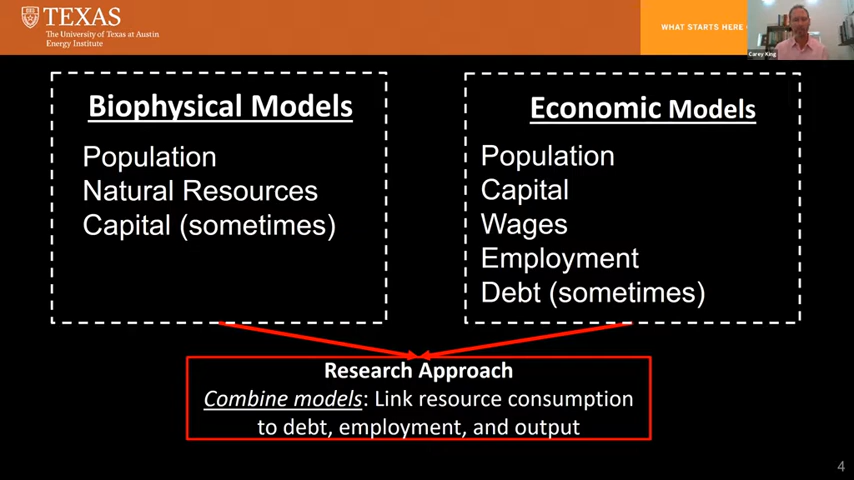 TEXAS
The University of Texas at Austin
Energy Institute
WHAT STARTS HERE
Carey King
Biophysical Models
Population
Natural Resources
Capital (sometimes)
Economic Models
Population
Capital
Wages
Employment
Debt (sometimes)
Research Approach
Combine models: Link resource consumption
to debt, employment, and output
4